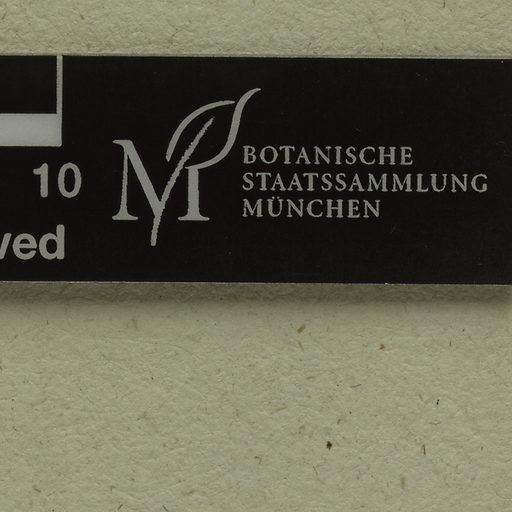 10
ved
BOTANISCHE
STAATSSAMMLUNG
MÜNCHEN